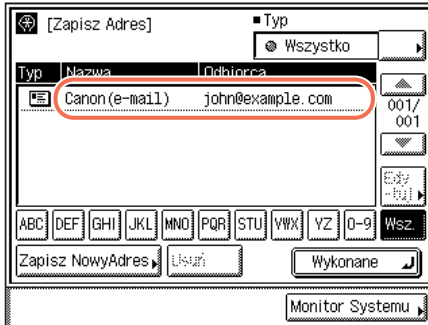 [Zapisz Adres]
■Typ
Wszystko
Typ Nazwa Odbiorca
Canon(e-mail) john@example.com
001/
001
Edy
-tuj
ABC DEF GHI JKL MNO PQR STU VWX YZ 0-9 Wsz.
Zapisz NowyAdres Usuń Wykonane
Monitor Systemu